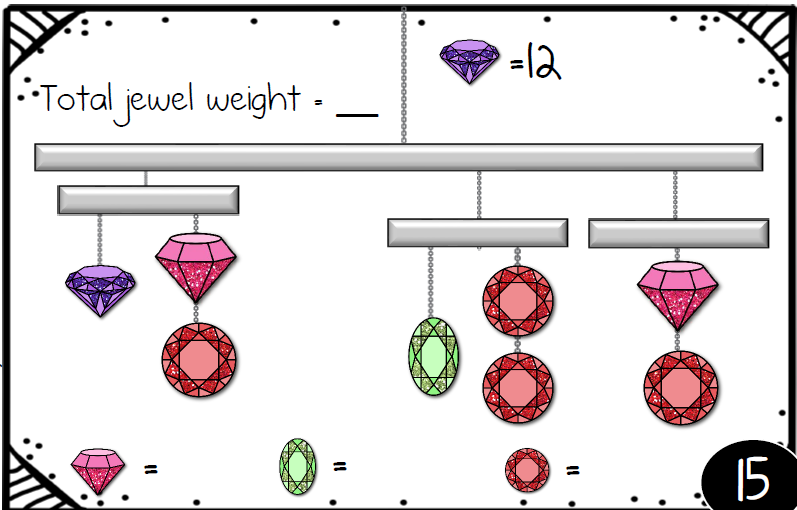 =12
Total jewel weight = __
= = =
15